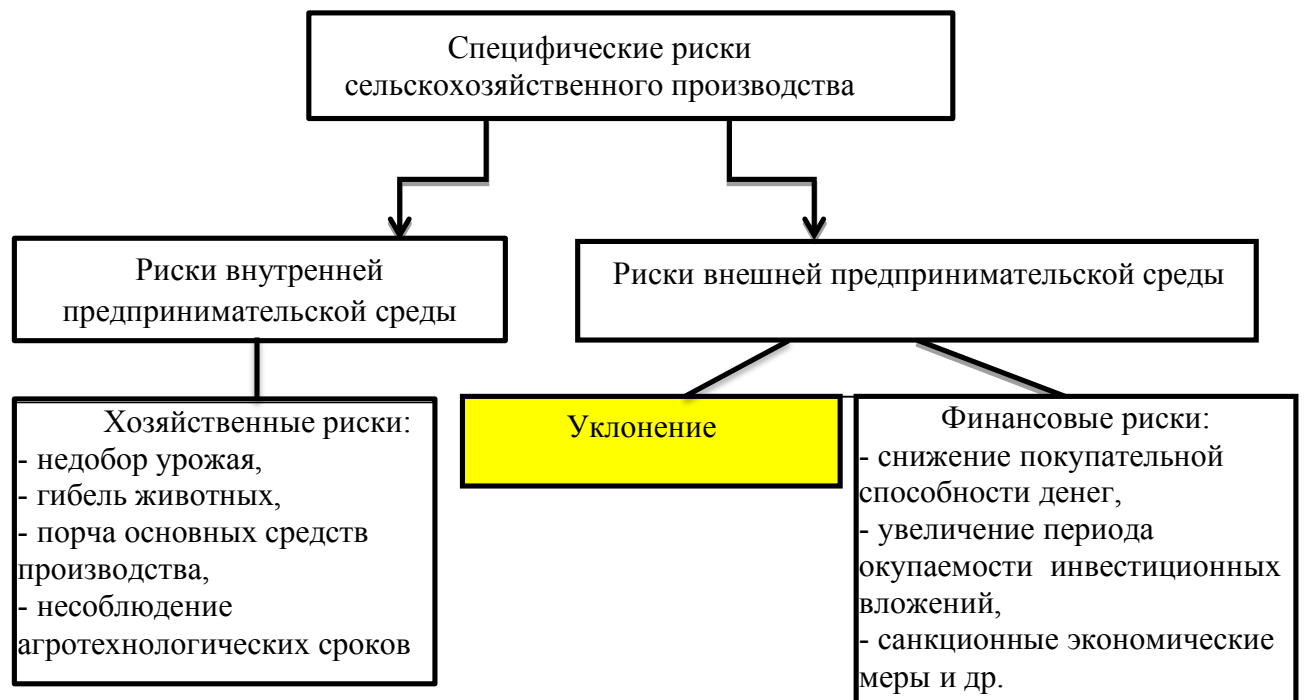 Специфические риски
сельскохозяйственного производства
Риски внутренней
предпринимательской среды
Риски внешней предпринимательской среды
Хозяйственные риски:
- недобор урожая,
- гибель животных,
- порча основных средств
производства,
- несоблюдение
агротехнологических сроков
Уклонение
Финансовые риски:
- снижение покупательной
способности денег,
- увеличение периода
окупаемости инвестиционных
вложений,
- санкционные экономические
меры и др.